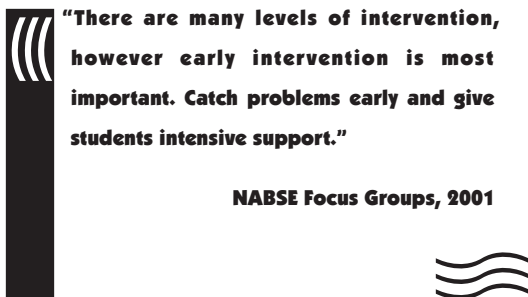 “There are many levels of intervention,
however early intervention is most
important. Catch problems early and give
students intensive support.”
NABSE Focus Groups, 2001